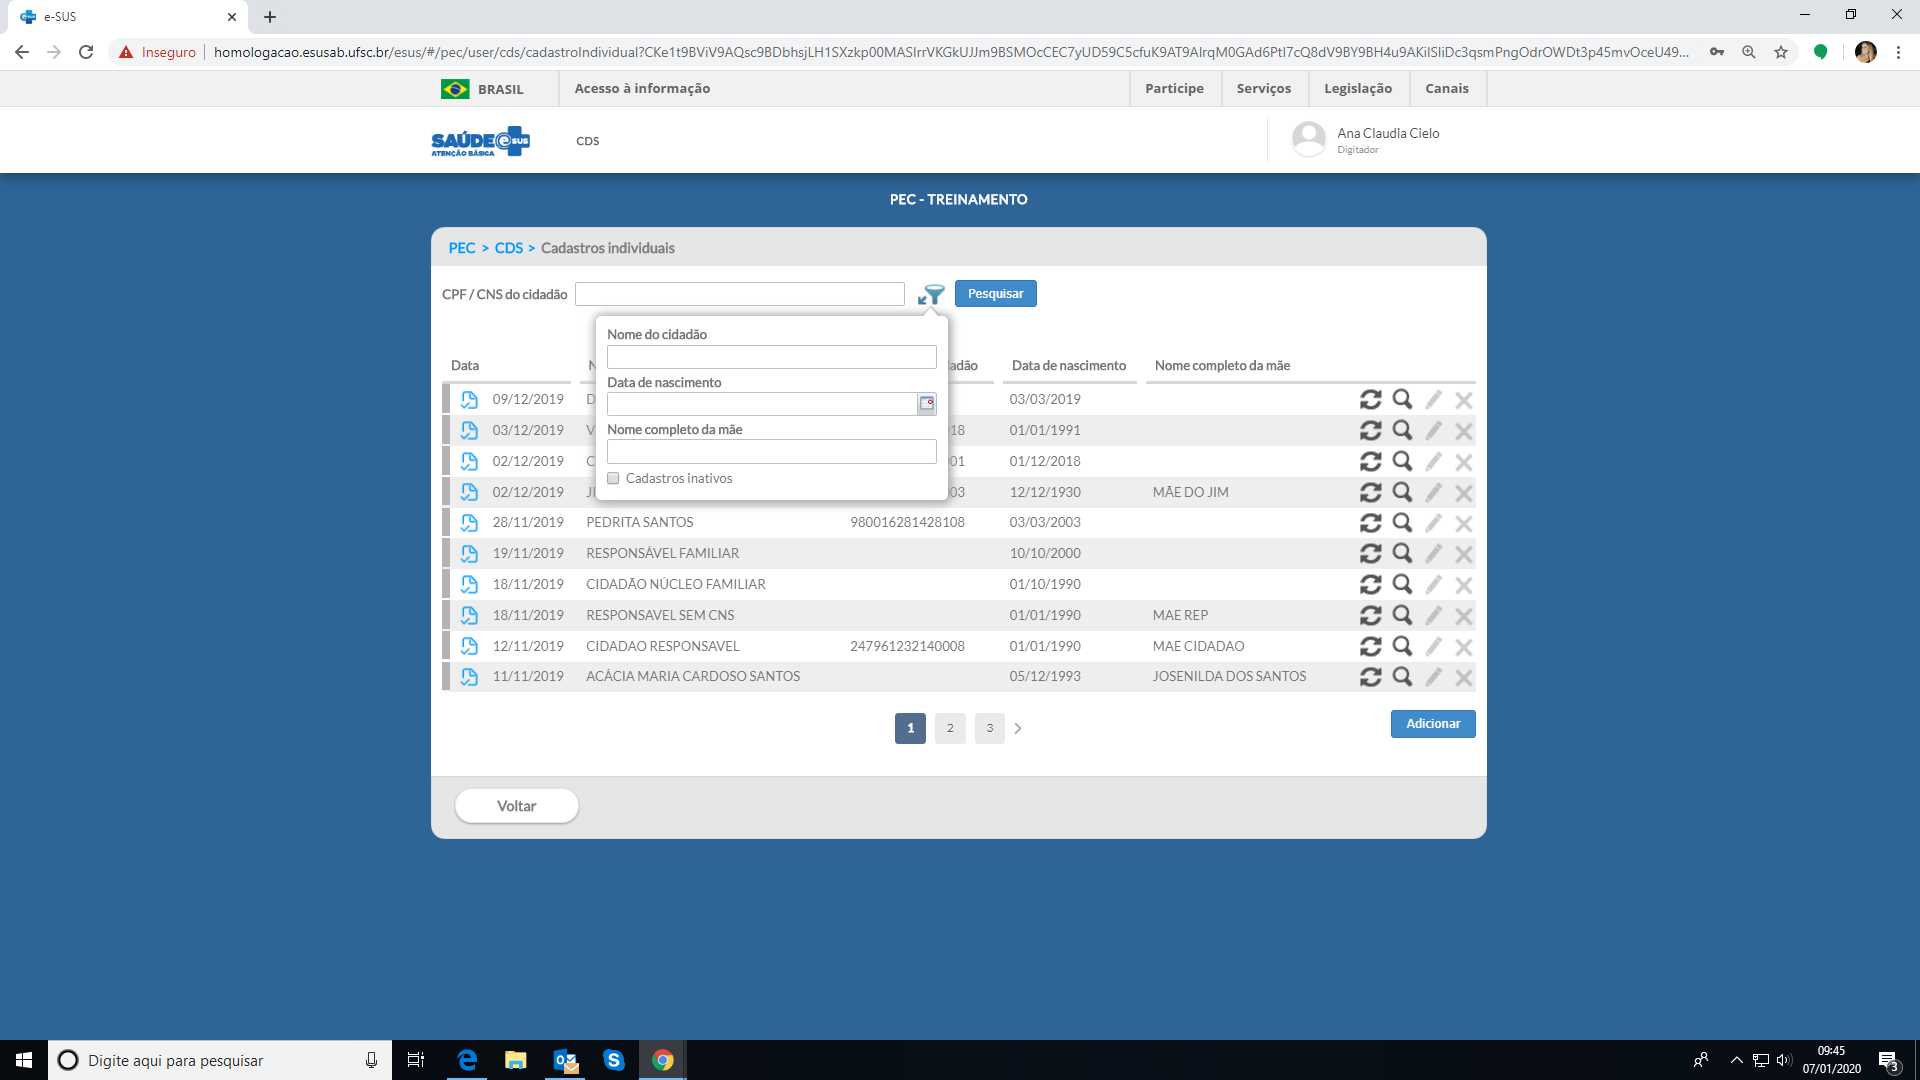 e-SUS
Inseguro
homologacao.esusab.ufsc.br/esus/#/pec/user/cds/cadastroIndividual?CKe1t9BViV9AQsc9BDbhsjLH1SXzkp00MASIrrVKGkUJJm9BSMOcCEC7yUD59C5cfuK9AT9AIrqM0GAd6PtI7cQ8dV9BY9BH4u9AKiISIiDc3qsmPngOdrOWDt3p45mvOceU49...
BRASIL
Acesso à informação
Participe
Serviços
Legislação
Canais
SAÚDE e SUS
ATENÇÃO BÁSICA
CDS
Ana Claudia Cielo
Digitador
PEC - TREINAMENTO
PEC > CDS > Cadastros individuais
CPF / CNS do cidadão
Pesquisar
Nome do cidadão
Data de nascimento
Nome completo da mãe
Cadastros inativos
Data N adão Data de nascimento Nome completo da mãe
09/12/2019 D 03/03/2019
03/12/2019 V 18 01/01/1991
02/12/2019 C 01 01/12/2018
02/12/2019 JI 03 12/12/1930 MÃE DO JIM
28/11/2019 PEDRITA SANTOS 980016281428108 03/03/2003
19/11/2019 RESPONSÁVEL FAMILIAR 10/10/2000
18/11/2019 CIDADÃO NÚCLEO FAMILIAR 01/10/1990
18/11/2019 RESPONSAVEL SEM CNS 01/01/1990 MAE REP
12/11/2019 CIDADAO RESPONSAVEL 247961232140008 01/01/1990 MAE CIDADAO
11/11/2019 ACÁCIA MARIA CARDOSO SANTOS 05/12/1993 JOSENILDA DOS SANTOS
1 2 3
Adicionar
Voltar
Digite aqui para pesquisar
09:45
07/01/2020
3